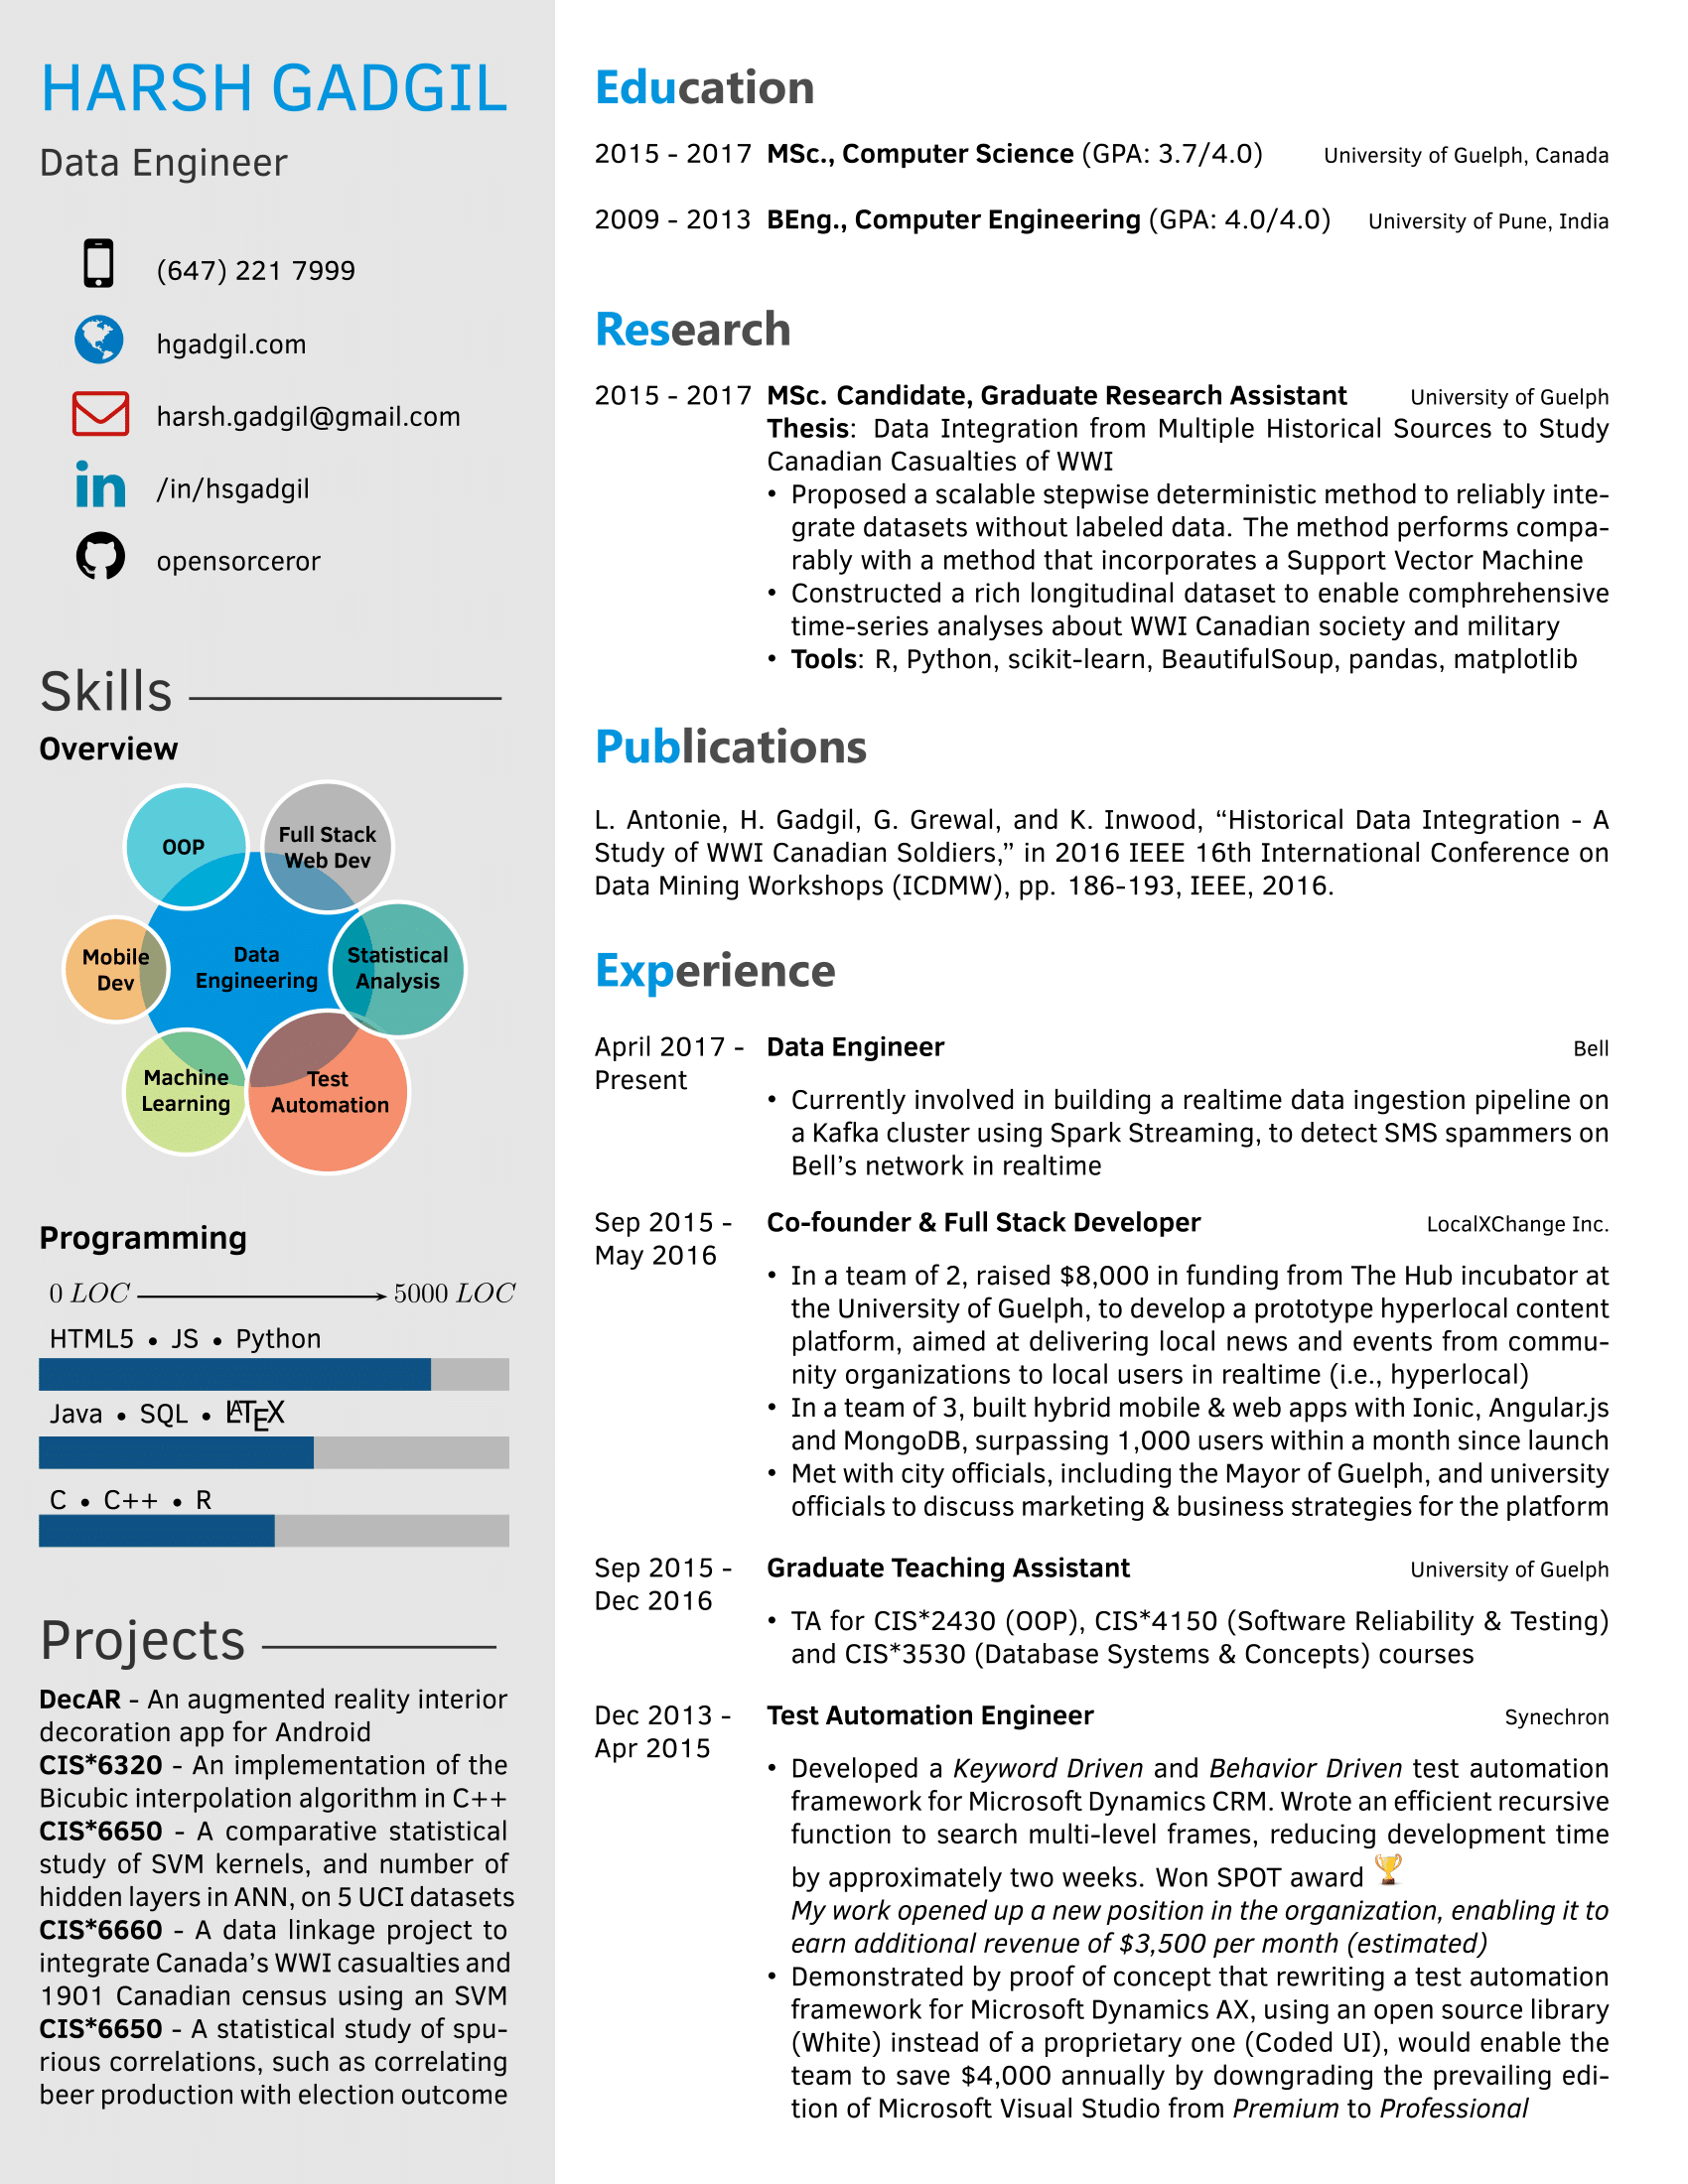 HARSH GADGIL
Data Engineer
(647) 221 7999
hgadgil.com
harsh.gadgil@gmail.com
in /in/hsgadgil
opensorceror
Skills
Overview
OOP
Full Stack
Web Dev
Mobile
Dev
Data
Engineering
Statistical
Analysis
Machine
Learning
Test
Automation
Programming
0 LOC 5000 LOC
HTML5 • JS • Python
Java • SQL • LATEX
C • C++ • R
Projects
DecAR - An augmented reality interior
decoration app for Android
CIS*6320 - An implementation of the
Bicubic interpolation algorithm in C++
CIS*6650 - A comparative statistical
study of SVM kernels, and number of
hidden layers in ANN, on 5 UCI datasets
CIS*6660 - A data linkage project to
integrate Canada's WWI casualties and
1901 Canadian census using an SVM
CIS*6650 - A statistical study of spu-
rious correlations, such as correlating
beer production with election outcome
Education
2015 - 2017 MSc., Computer Science (GPA: 3.7/4.0) University of Guelph, Canada
2009 - 2013 BEng., Computer Engineering (GPA: 4.0/4.0) University of Pune, India
Research
2015 - 2017 MSc. Candidate, Graduate Research Assistant University of Guelph
Thesis: Data Integration from Multiple Historical Sources to Study
Canadian Casualties of WWI
• Proposed a scalable stepwise deterministic method to reliably inte-
grate datasets without labeled data. The method performs compa-
rably with a method that incorporates a Support Vector Machine
• Constructed a rich longitudinal dataset to enable comphrehensive
time-series analyses about WWI Canadian society and military
• Tools: R, Python, scikit-learn, BeautifulSoup, pandas, matplotlib
Publications
L. Antonie, H. Gadgil, G. Grewal, and K. Inwood, “Historical Data Integration - A
Study of WWI Canadian Soldiers,” in 2016 IEEE 16th International Conference on
Data Mining Workshops (ICDMW), pp. 186-193, IEEE, 2016.
Experience
April 2017 - Data Engineer Bell
Present
• Currently involved in building a realtime data ingestion pipeline on
a Kafka cluster using Spark Streaming, to detect SMS spammers on
Bell's network in realtime
Sep 2015 - Co-founder & Full Stack Developer LocalXChange Inc.
May 2016
• In a team of 2, raised $8,000 in funding from The Hub incubator at
the University of Guelph, to develop a prototype hyperlocal content
platform, aimed at delivering local news and events from commu-
nity organizations to local users in realtime (i.e., hyperlocal)
• In a team of 3, built hybrid mobile & web apps with Ionic, Angular.js
and MongoDB, surpassing 1,000 users within a month since launch
• Met with city officials, including the Mayor of Guelph, and university
officials to discuss marketing & business strategies for the platform
Sep 2015 - Graduate Teaching Assistant University of Guelph
Dec 2016
• TA for CIS*2430 (OOP), CIS*4150 (Software Reliability & Testing)
and CIS*3530 (Database Systems & Concepts) courses
Dec 2013 - Test Automation Engineer Synechron
Apr 2015
• Developed a Keyword Driven and Behavior Driven test automation
framework for Microsoft Dynamics CRM. Wrote an efficient recursive
function to search multi-level frames, reducing development time
by approximately two weeks. Won SPOT award 🏆
My work opened up a new position in the organization, enabling it to
earn additional revenue of $3,500 per month (estimated)
• Demonstrated by proof of concept that rewriting a test automation
framework for Microsoft Dynamics AX, using an open source library
(White) instead of a proprietary one (Coded UI), would enable the
team to save $4,000 annually by downgrading the prevailing edi-
tion of Microsoft Visual Studio from Premium to Professional